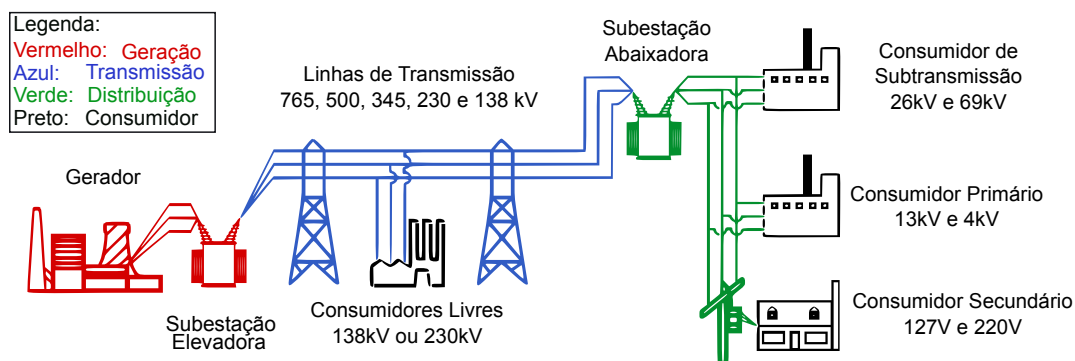 Legenda:
Vermelho: Geração
Azul: Transmissão
Verde: Distribuição
Preto: Consumidor
Gerador
Subestação
Elevadora
Linhas de Transmissão
765, 500, 345, 230 e 138 kV
Consumidores Livres
138kV ou 230kV
Subestação
Abaixadora
Consumidor de
Subtransmissão
26kV e 69kV
Consumidor Primário
13kV e 4kV
Consumidor Secundário
127V e 220V